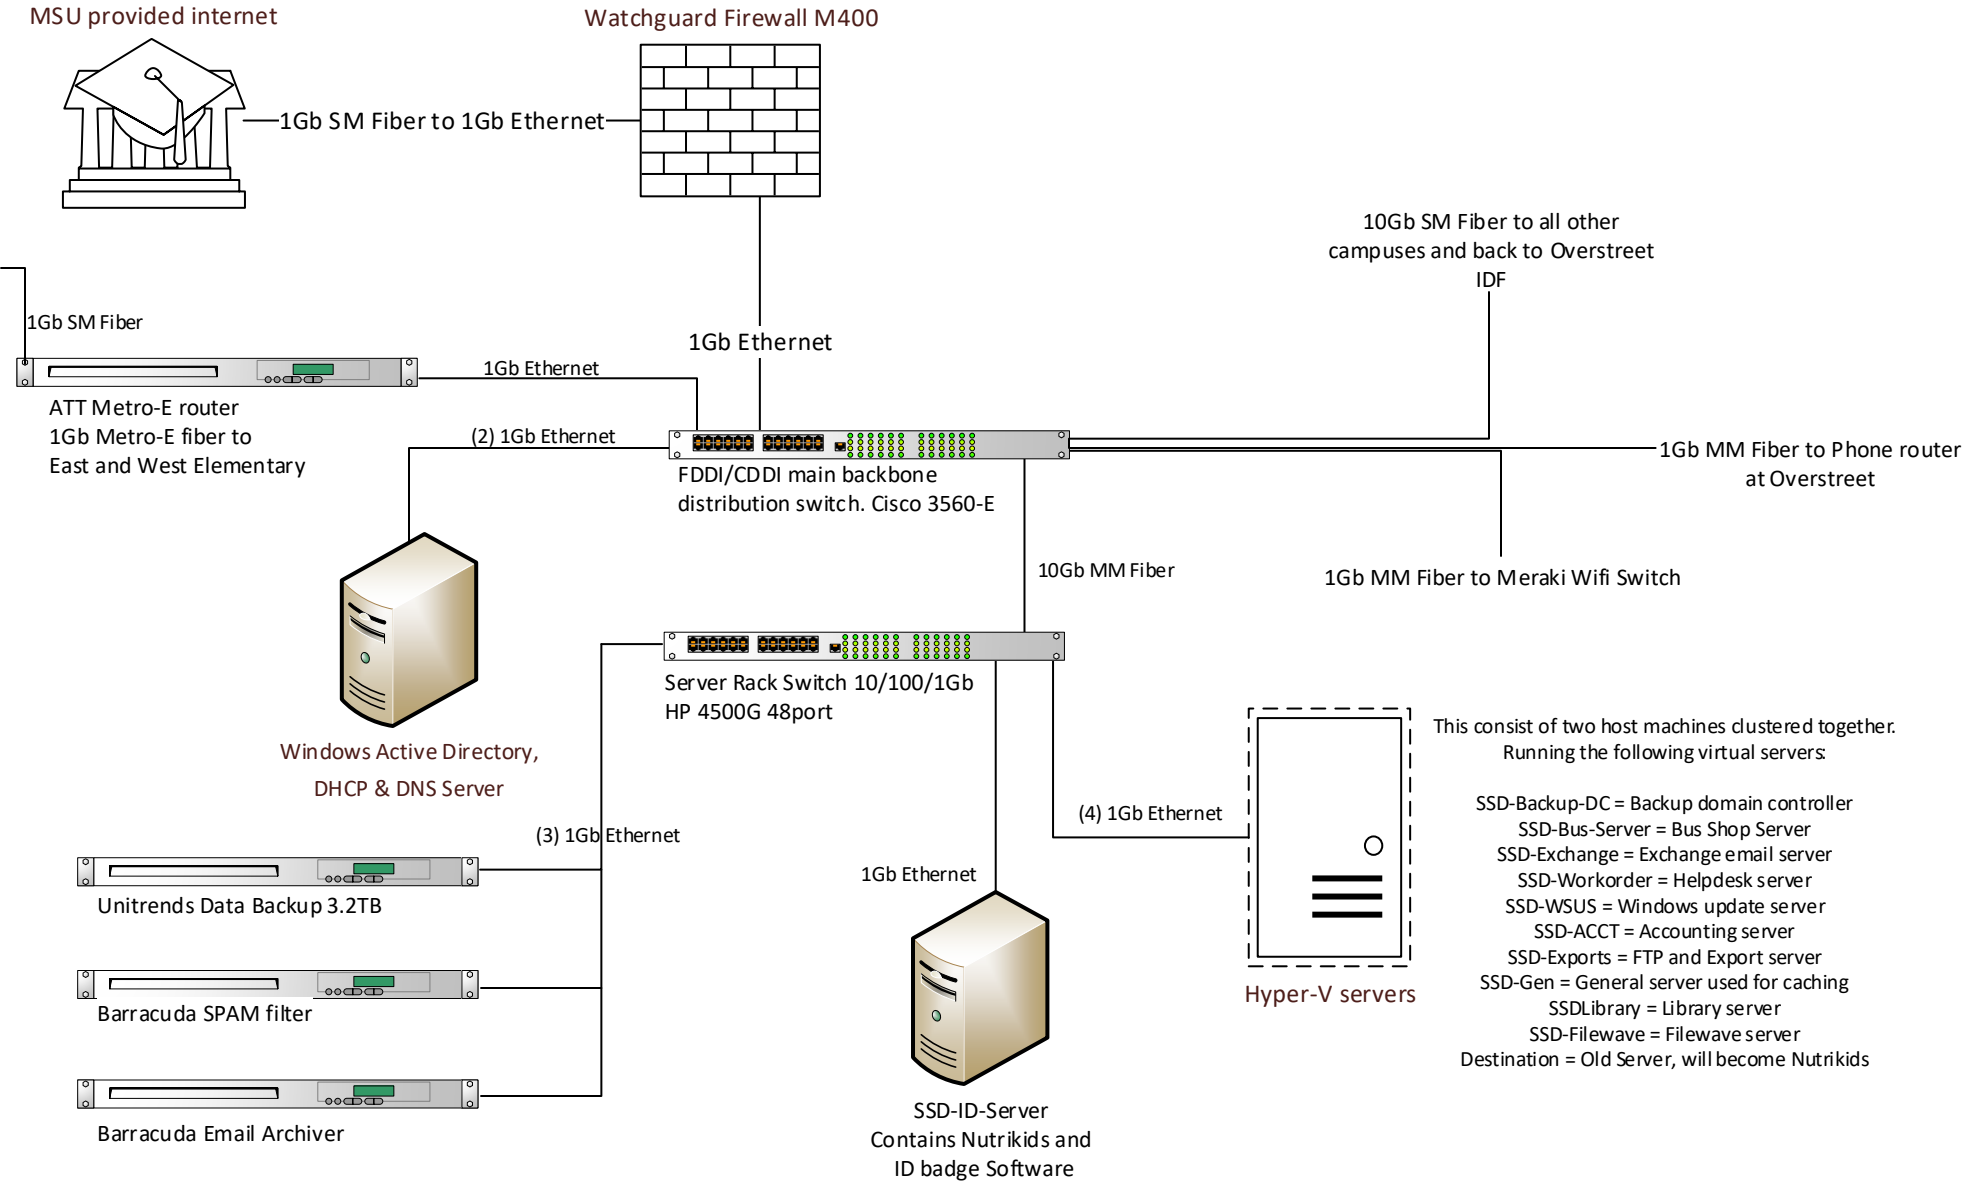 MSU provided internet
Watchguard Firewall M400
1Gb SM Fiber to 1Gb Ethernet
10Gb SM Fiber to all other
campuses and back to Overstreet
IDF
1Gb SM Fiber
1Gb Ethernet
1Gb Ethernet
ATT Metro-E router
1Gb Metro-E fiber to
East and West Elementary
(2) 1Gb Ethernet
FDDI/CDDI main backbone
distribution switch. Cisco 3560-E
1Gb MM Fiber to Phone router
at Overstreet
10Gb MM Fiber
1Gb MM Fiber to Meraki Wifi Switch
Server Rack Switch 10/100/1Gb
HP 4500G 48port
Windows Active Directory,
DHCP & DNS Server
(3) 1Gb Ethernet
(4) 1Gb Ethernet
1Gb Ethernet
Unitrends Data Backup 3.2TB
Barracuda SPAM filter
Barracuda Email Archiver
SSD-ID-Server
Contains Nutrikids and
ID badge Software
Hyper-V servers
This consist of two host machines clustered together.
Running the following virtual servers:
SSD-Backup-DC = Backup domain controller
SSD-Bus-Server = Bus Shop Server
SSD-Exchange = Exchange email server
SSD-Workorder = Helpdesk server
SSD-WSUS = Windows update server
SSD-ACCT = Accounting server
SSD-Exports = FTP and Export server
SSD-Gen = General server used for caching
SSDLibrary = Library server
SSD-Filewave = Filewave server
Destination = Old Server, will become Nutrikids